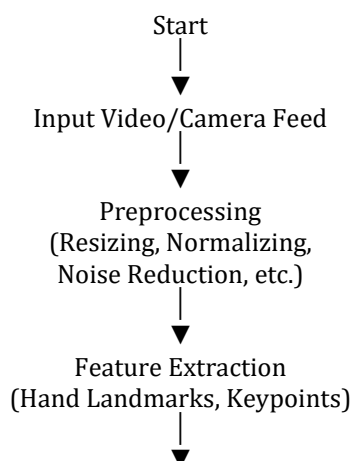 Start
Input Video/Camera Feed
Preprocessing
(Resizing, Normalizing,
Noise Reduction, etc.)
Feature Extraction
(Hand Landmarks, Keypoints)